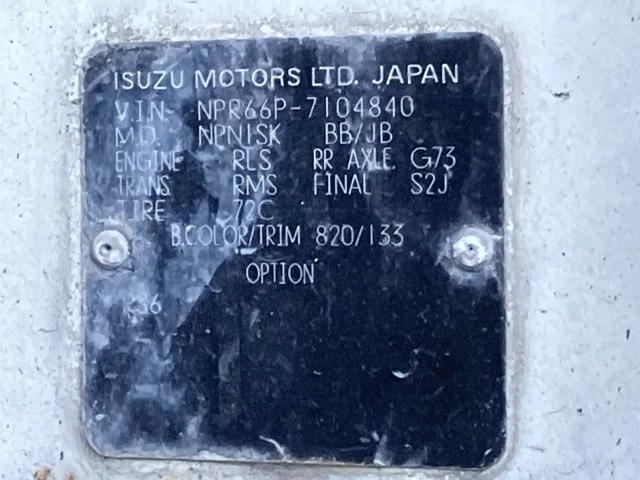 ISUZU MOTORS LTD. JAPAN
V.I.N. NPR66P-7104840
MD. NPN1SK BB/JB
ENGINE RLS RR AXLE. G73
TRANS RMS FINAL S2J
TIRE 72C
B.COLOR/TRIM 820/133
OPTION